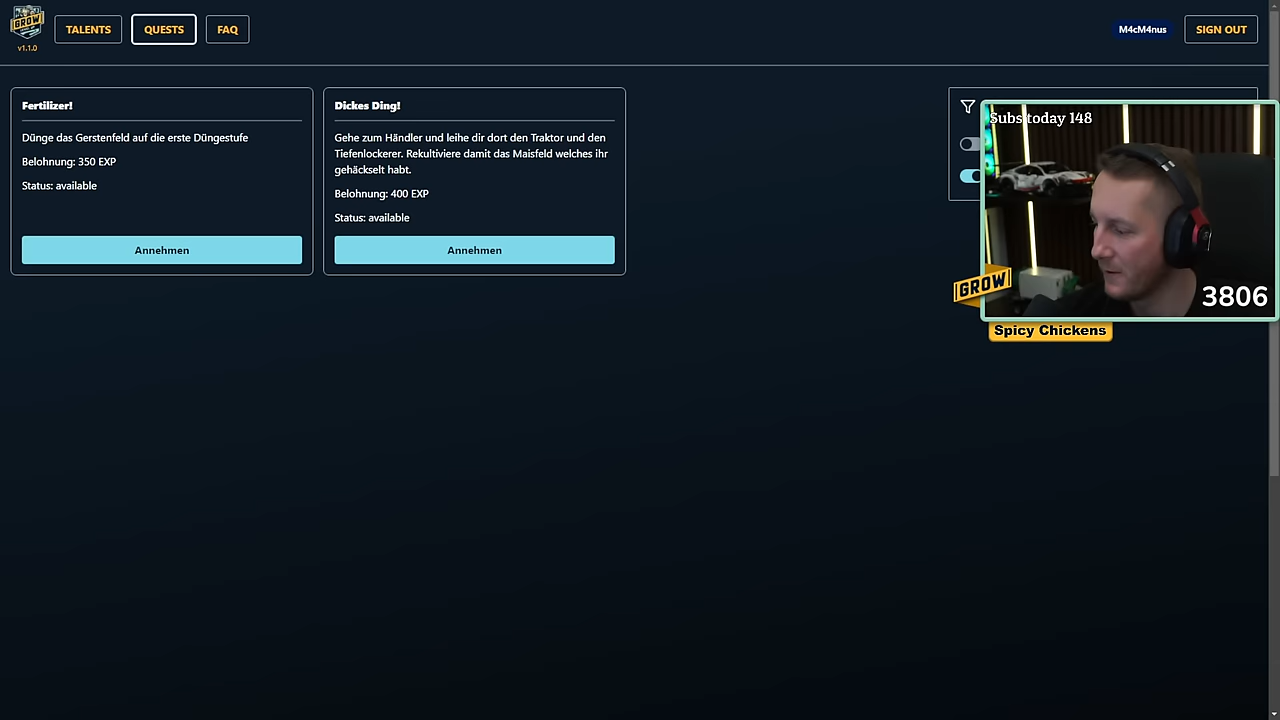 GROW
v1.1.0
TALENTS
QUESTS
FAQ
M4cM4nus
SIGN OUT
Fertilizer!
Dünge das Gerstenfeld auf die erste Düngestufe
Belohnung: 350 EXP
Status: available
Annehmen
Dickes Ding!
Gehe zum Händler und leihe dir dort den Traktor und den
Tiefenlockerer. Rekultiviere damit das Maisfeld welches ihr
gehäckselt habt.
Belohnung: 400 EXP
Status: available
Annehmen
Subs today 148
GROW
3806
Spicy Chickens